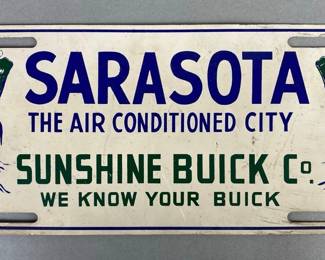 SARASOTA
THE AIR CONDITIONED CITY
SUNSHINE BUICK Co.
WE KNOW YOUR BUICK